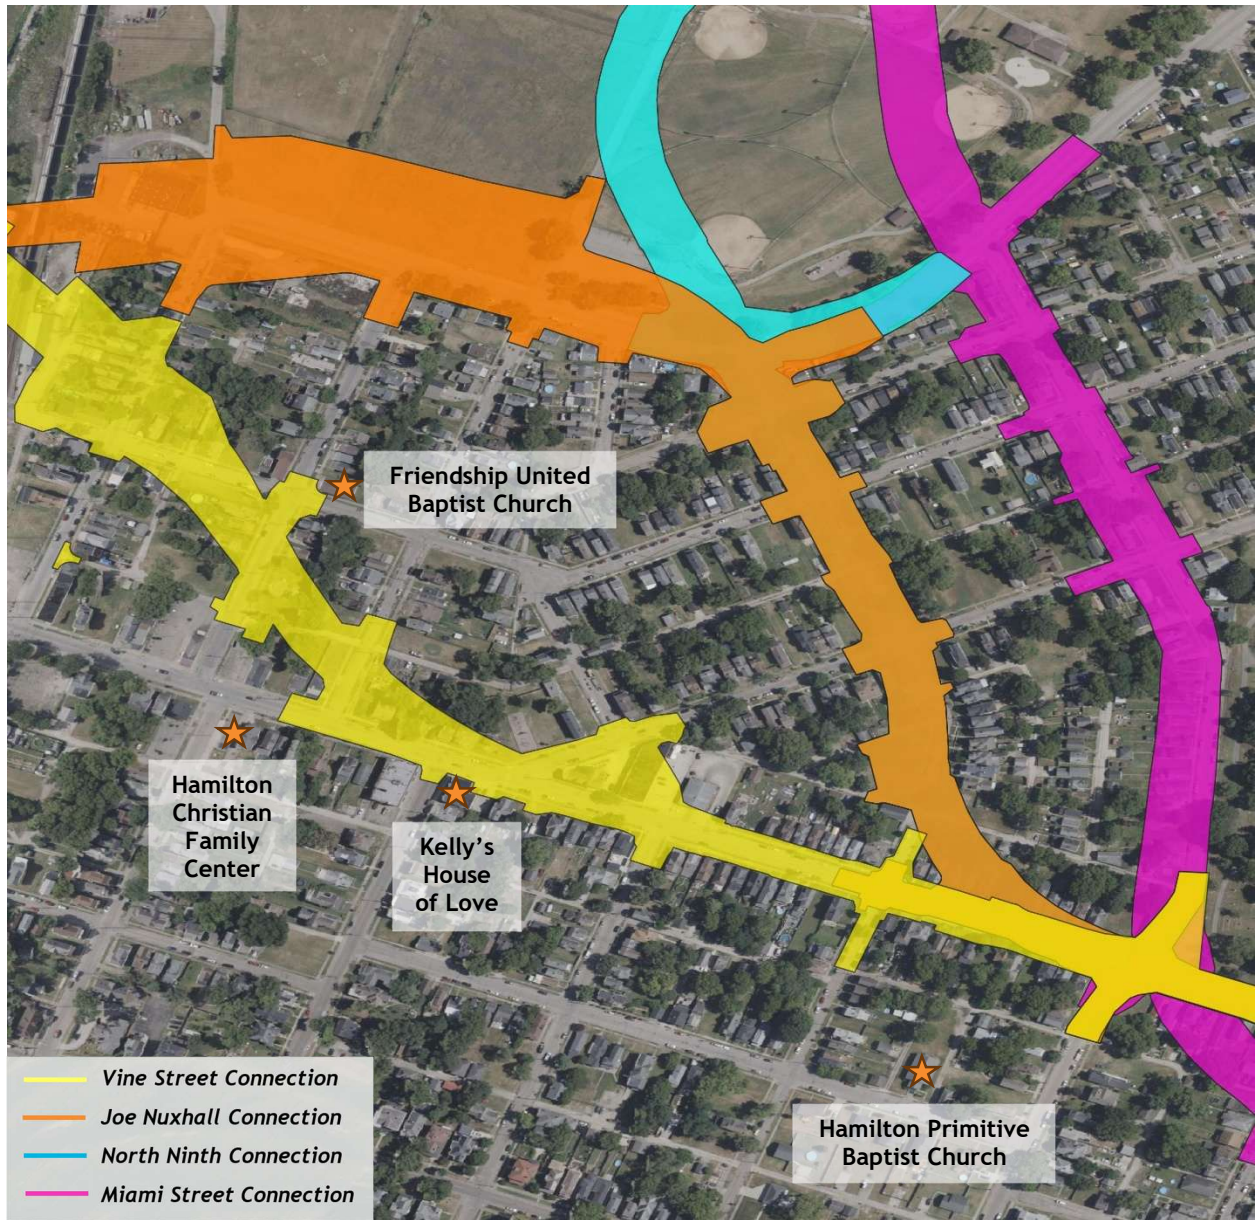 Friendship United
Baptist Church
Hamilton
Christian
Family
Center
Kelly's
House
of Love
Hamilton Primitive
Baptist Church
Vine Street Connection
Joe Nuxhall Connection
North Ninth Connection
Miami Street Connection